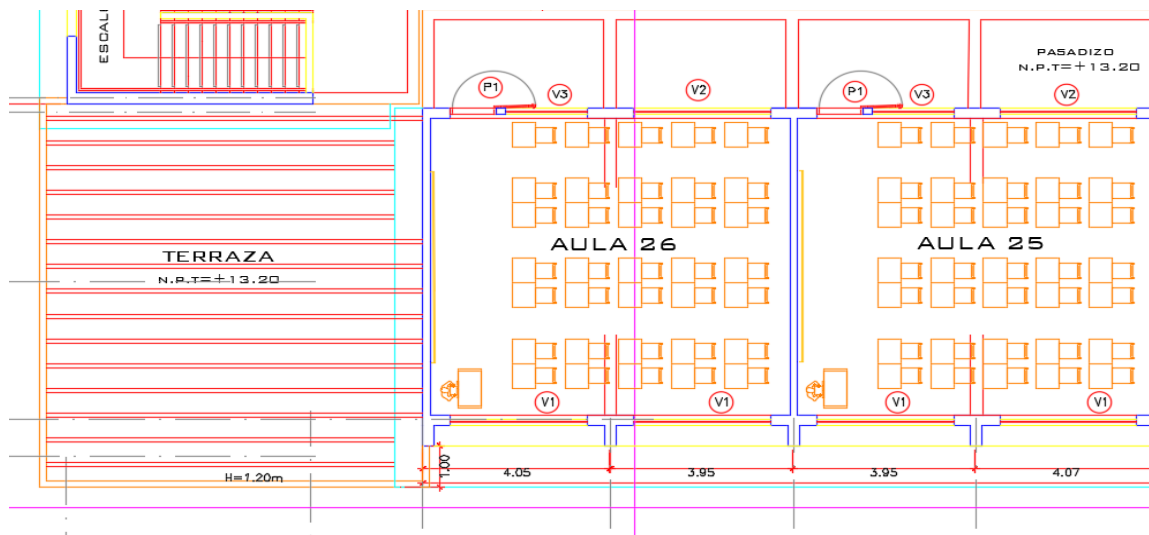 ESCALI
PASADIZO
N.P.T=+13.20
P1
V3
V2
P1
V3
V2
TERRAZA
N.P.T=+13.20
AULA 26
AULA 25
V1
V1
V1
V1
H=1.20m
1.00
4.05
3.95
3.95
4.07